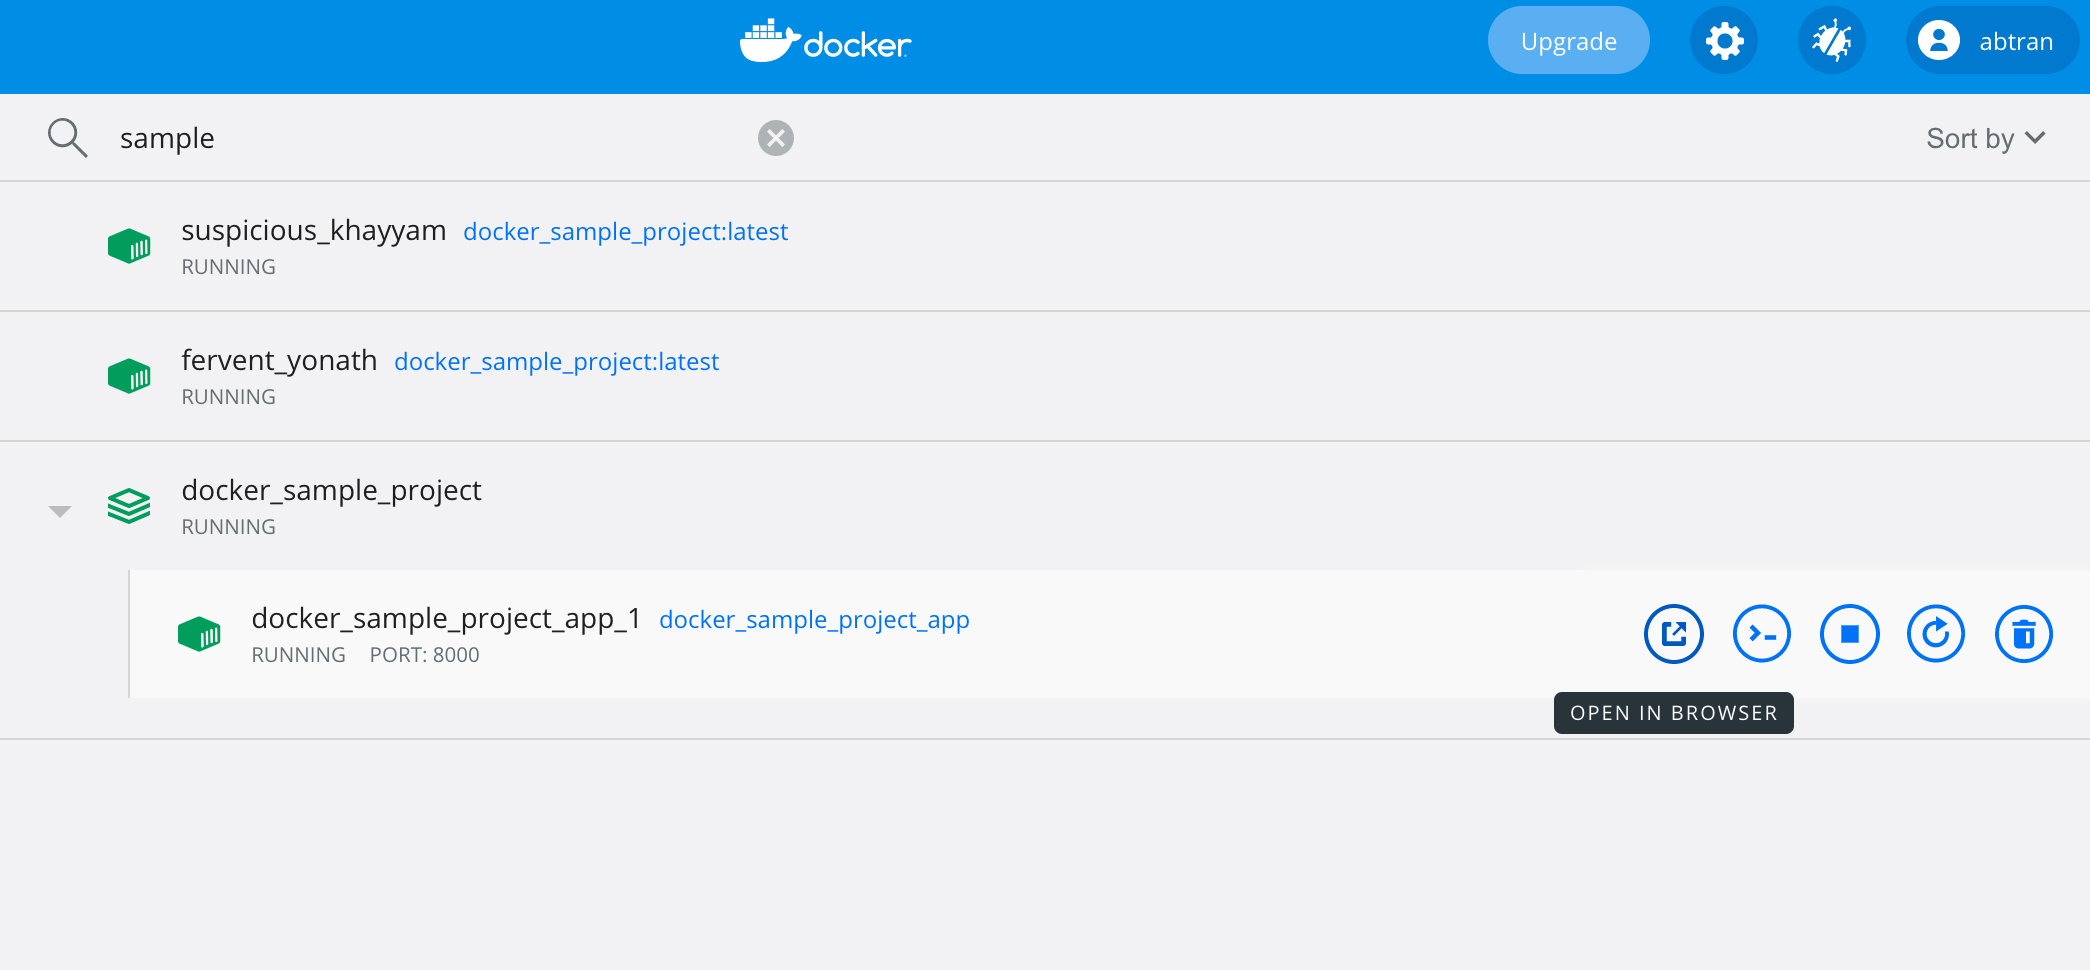 docker
Upgrade
abtran
sample
Sort by
suspicious_khayyam docker_sample_project:latest
RUNNING
fervent_yonath docker_sample_project:latest
RUNNING
docker_sample_project
RUNNING
docker_sample_project_app_1 docker_sample_project_app
RUNNING PORT: 8000
OPEN IN BROWSER